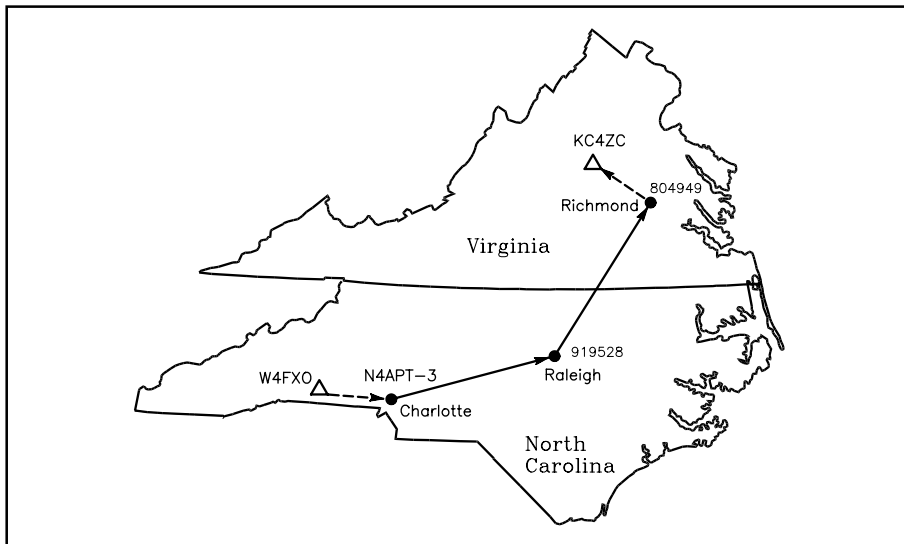 KC4ZC
804949
Richmond
Virginia
919528
Raleigh
W4FXO
N4APT-3
Charlotte
North
Carolina